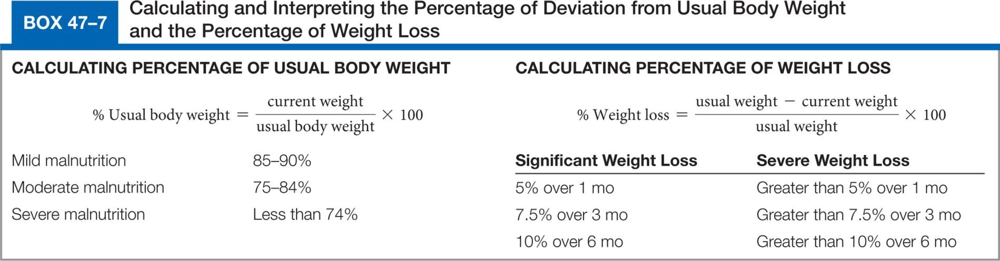 BOX 47–7
Calculating and Interpreting the Percentage of Deviation from Usual Body Weight
and the Percentage of Weight Loss
CALCULATING PERCENTAGE OF USUAL BODY WEIGHT
% Usual body weight = current weight / usual body weight × 100
Mild malnutrition 85–90%
Moderate malnutrition 75–84%
Severe malnutrition Less than 74%
CALCULATING PERCENTAGE OF WEIGHT LOSS
% Weight loss = usual weight − current weight / usual weight × 100
Significant Weight Loss Severe Weight Loss
5% over 1 mo Greater than 5% over 1 mo
7.5% over 3 mo Greater than 7.5% over 3 mo
10% over 6 mo Greater than 10% over 6 mo